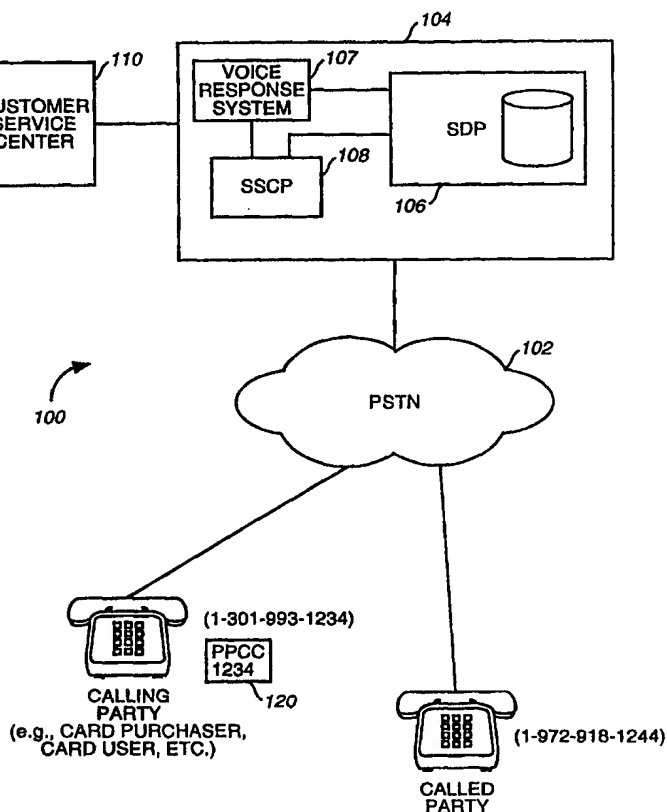 104
110
107
VOICE
RESPONSE
SYSTEM
CUSTOMER
SERVICE
CENTER
SDP
108
SSCP
106
102
PSTN
100
(1-301-993-1234)
PPCC
1234
120
CALLING
PARTY
(e.g., CARD PURCHASER,
CARD USER, ETC.)
(1-972-918-1244)
CALLED
PARTY